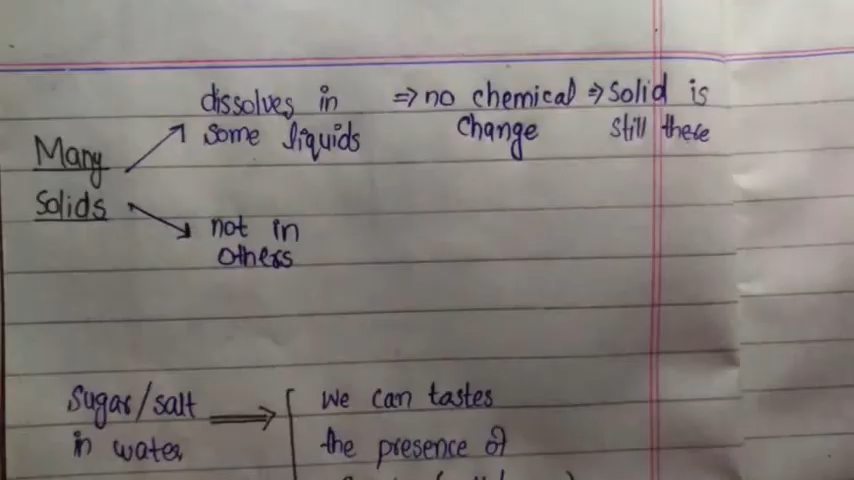 dissolves in ⇒ no chemical ⇒ Solid is
some liquids change still there
Many
Solids
not in
others
Sugar/salt ⟹ [ we can tastes
in water the presence of